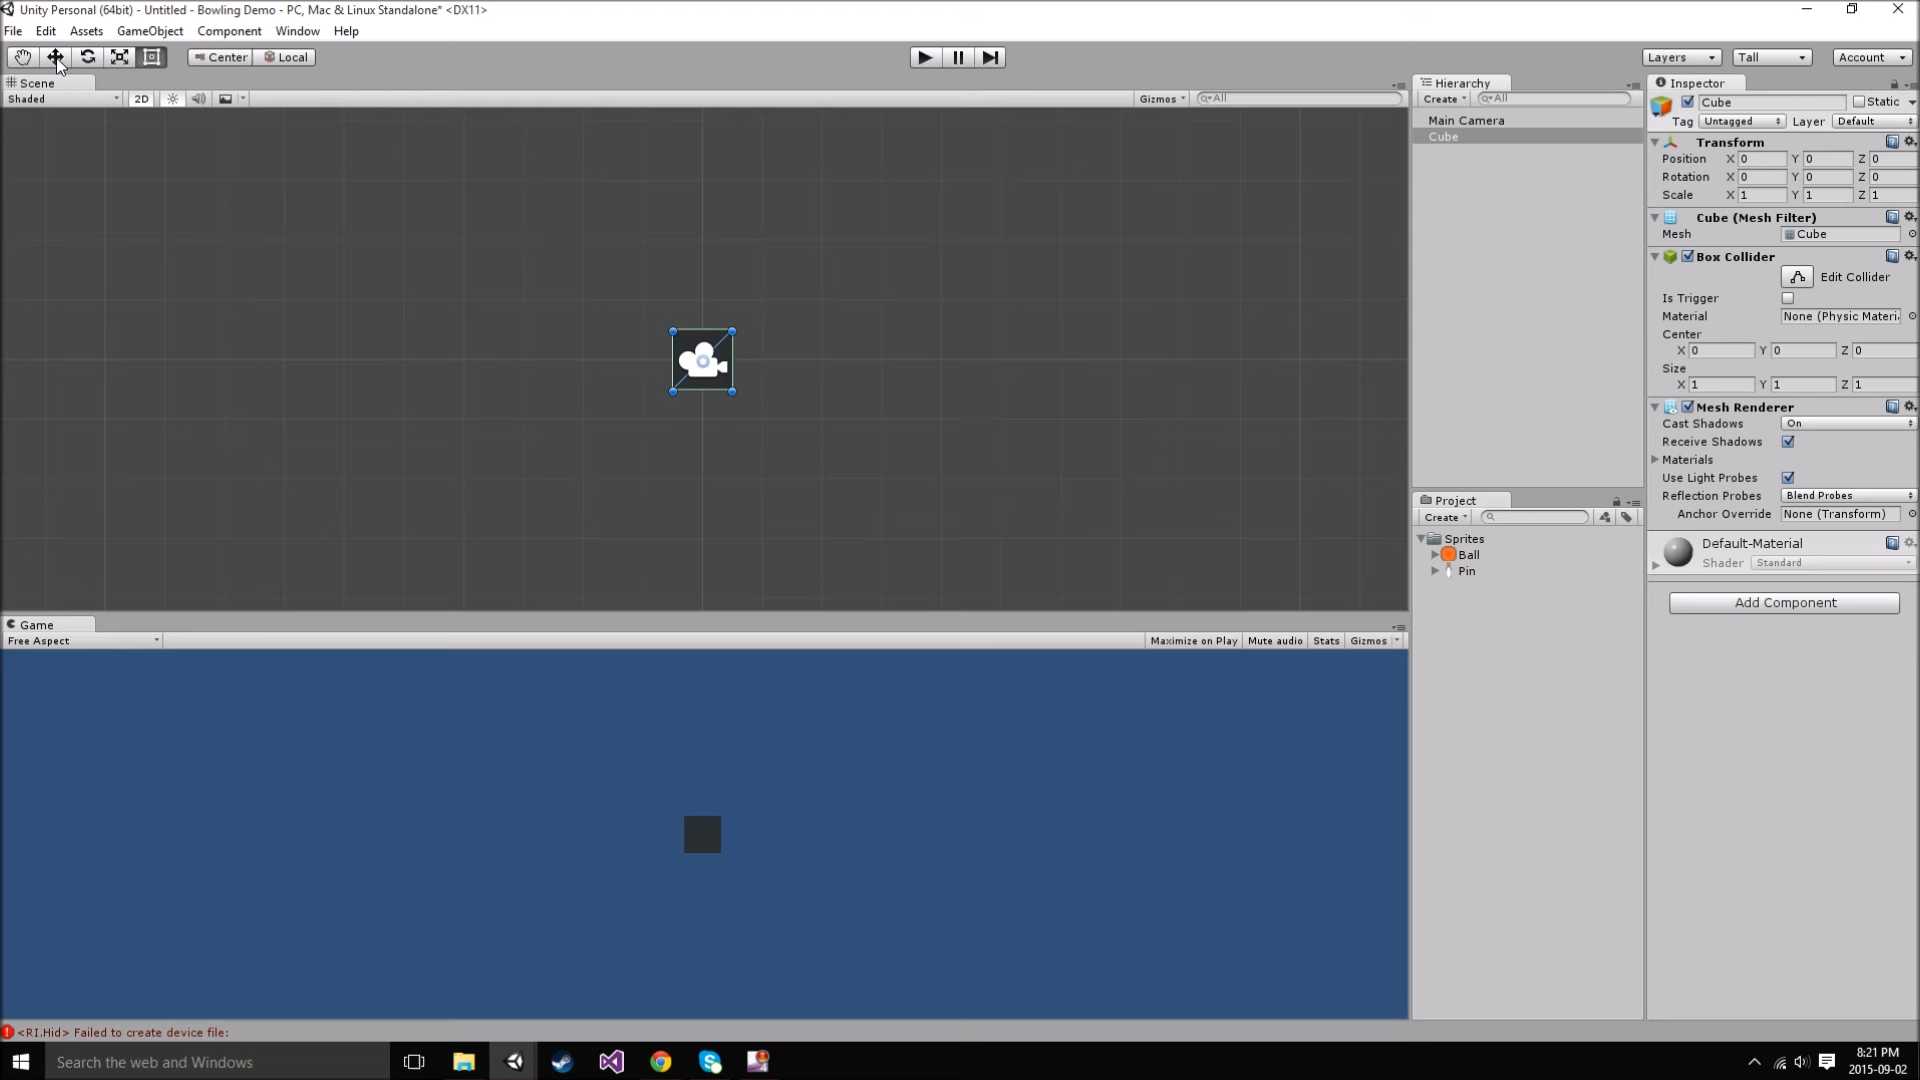 Unity Personal (64bit) - Untitled - Bowling Demo - PC, Mac & Linux Standalone* <DX11>
File Edit Assets GameObject Component Window Help
Center Local Layers Tall Account
Scene
Shaded 2D Gizmos All
Hierarchy
Create All
Main Camera
Cube
Inspector
Cube Static
Tag Untagged Layer Default
Transform
Position X 0 Y 0 Z 0
Rotation X 0 Y 0 Z 0
Scale X 1 Y 1 Z 1
Cube (Mesh Filter)
Mesh Cube
Box Collider
Edit Collider
Is Trigger
Material None (Physic Materi
Center
X 0 Y 0 Z 0
Size
X 1 Y 1 Z 1
Mesh Renderer
Cast Shadows On
Receive Shadows
Materials
Use Light Probes
Reflection Probes Blend Probes
Anchor Override None (Transform)
Default-Material
Shader Standard
Add Component
Project
Create
Sprites
Ball
Pin
Game
Free Aspect Maximize on Play Mute audio Stats Gizmos
<RI.Hid> Failed to create device file:
Search the web and Windows
8:21 PM
2015-09-02